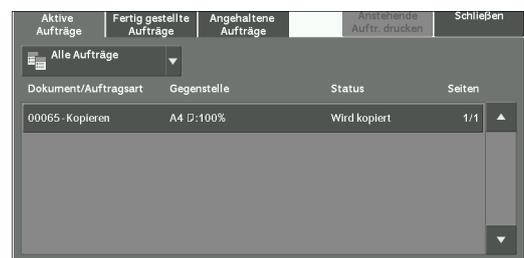 Aktive
Aufträge
Fertig gestellte
Aufträge
Angehaltene
Aufträge
Anstehende
Auftr. drucken
Schließen
Alle Aufträge
Dokument/Auftragsart Gegenstelle Status Seiten
00065 - Kopieren A4 :100% Wird kopiert 1/1